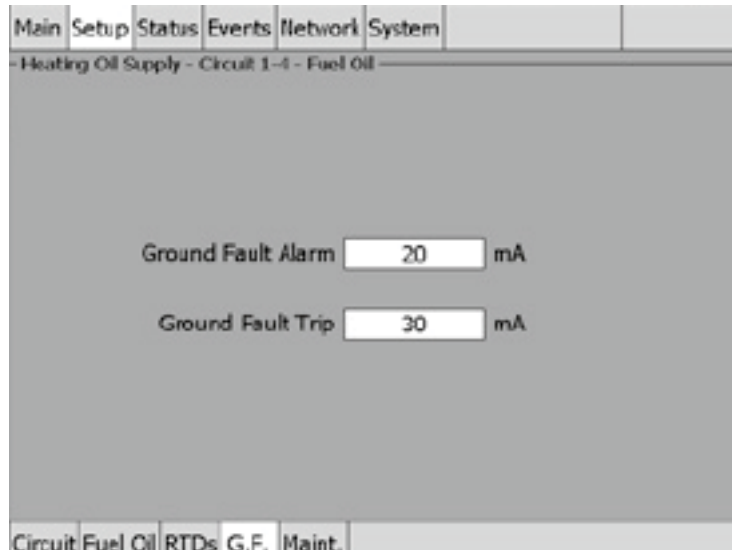 Main Setup Status Events Network System
Heating Oil Supply - Circuit 1-4 - Fuel Oil
Ground Fault Alarm 20 mA
Ground Fault Trip 30 mA
Circuit Fuel Oil RTDs G.F. Maint.